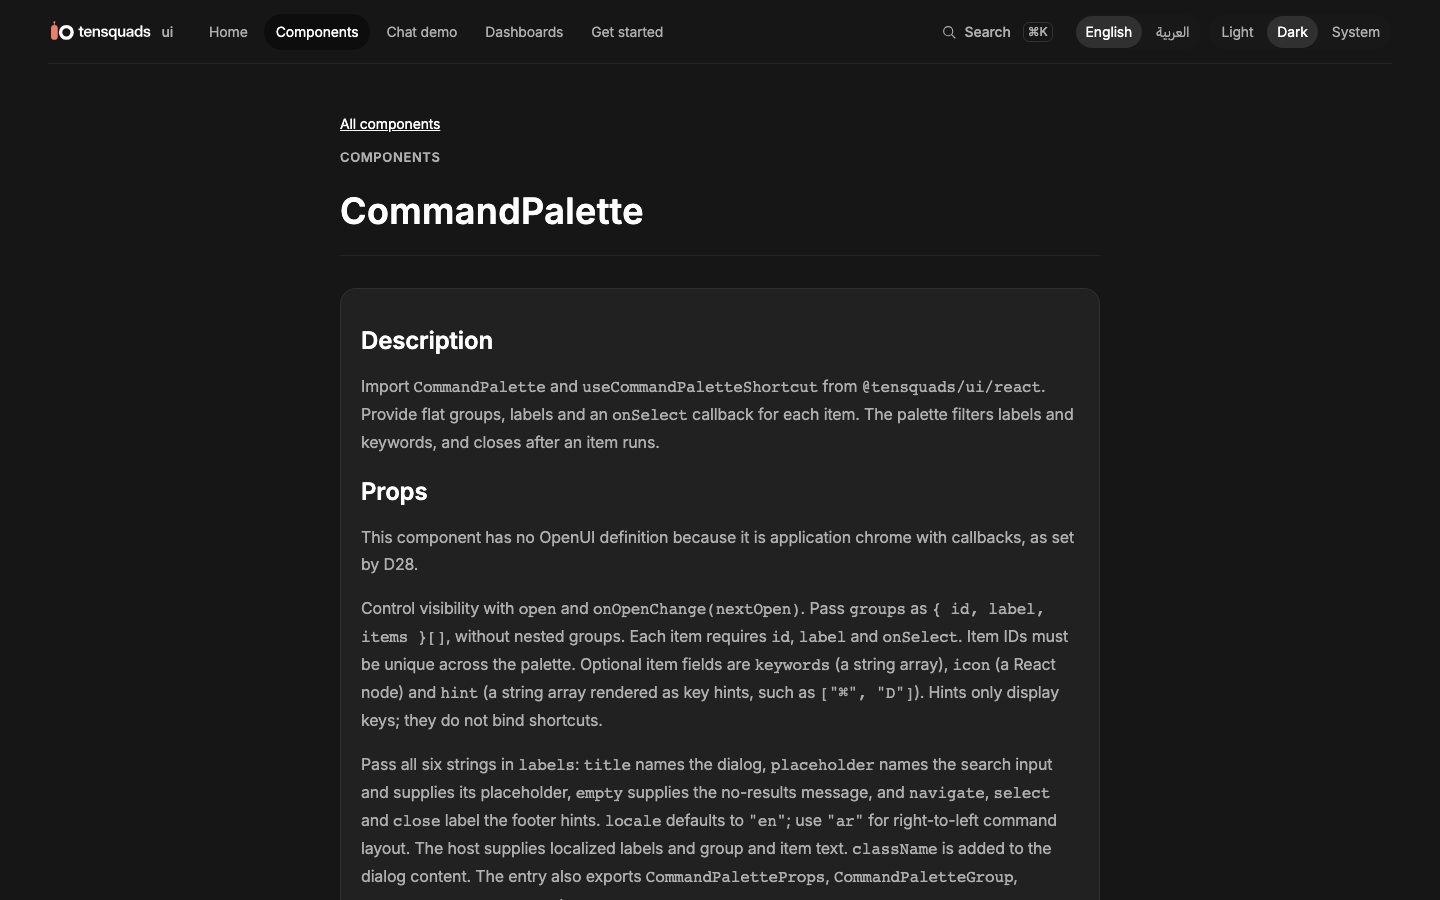 tensquads ui Home Components Chat demo Dashboards Get started Search ⌘K English العربية Light Dark System
All components
COMPONENTS
CommandPalette
Description
Import CommandPalette and useCommandPaletteShortcut from @tensquads/ui/react.
Provide flat groups, labels and an onSelect callback for each item. The palette filters labels and
keywords, and closes after an item runs.
Props
This component has no OpenUI definition because it is application chrome with callbacks, as set
by D28.
Control visibility with open and onOpenChange(nextOpen). Pass groups as { id, label,
items }[], without nested groups. Each item requires id, label and onSelect. Item IDs must
be unique across the palette. Optional item fields are keywords (a string array), icon (a React
node) and hint (a string array rendered as key hints, such as ["⌘", "D"]). Hints only display
keys; they do not bind shortcuts.
Pass all six strings in labels: title names the dialog, placeholder names the search input
and supplies its placeholder, empty supplies the no-results message, and navigate, select
and close label the footer hints. locale defaults to "en"; use "ar" for right-to-left command
layout. The host supplies localized labels and group and item text. className is added to the
dialog content. The entry also exports CommandPaletteProps, CommandPaletteGroup,